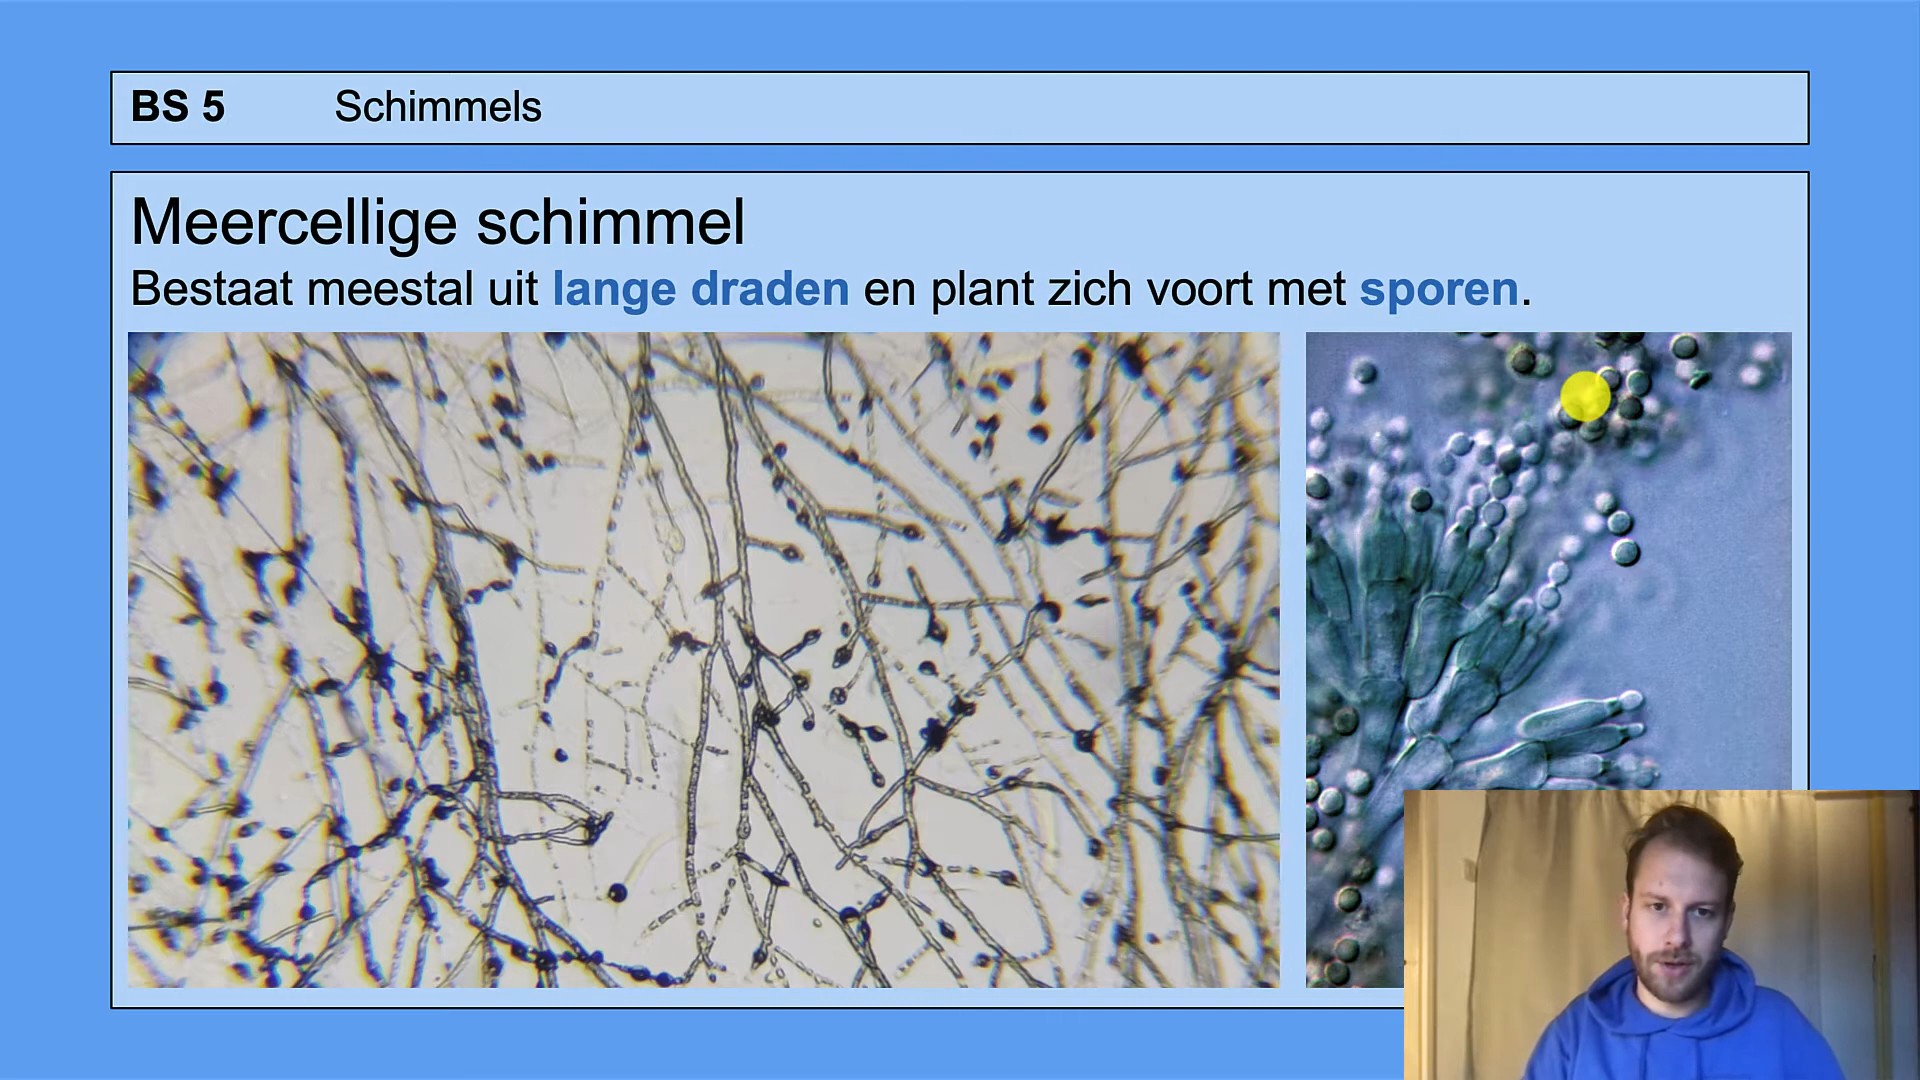 BS 5 Schimmels
Meercellige schimmel
Bestaat meestal uit lange draden en plant zich voort met sporen.